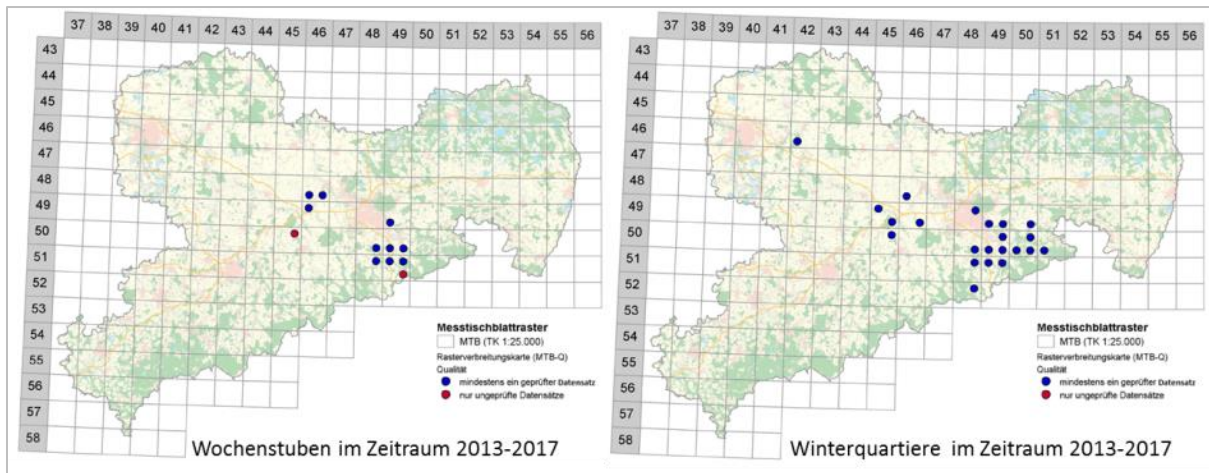 37 38 39 40 41 42 43 44 45 46 47 48 49 50 51 52 53 54 55 56
43
44
45
46
47
48
49
50
51
52
53
54
55
56
57
58
Messtischblattraster
MTB (TK 1:25.000)
Rasterverbreitungskarte (MTB-Q)
Qualität
mindestens ein geprüfter Datensatz
nur ungeprüfte Datensätze
Wochenstuben im Zeitraum 2013-2017
37 38 39 40 41 42 43 44 45 46 47 48 49 50 51 52 53 54 55 56
43
44
45
46
47
48
49
50
51
52
53
54
55
56
57
58
Messtischblattraster
MTB (TK 1:25.000)
Rasterverbreitungskarte (MTB-Q)
Qualität
mindestens ein geprüfter Datensatz
nur ungeprüfte Datensätze
Winterquartiere im Zeitraum 2013-2017